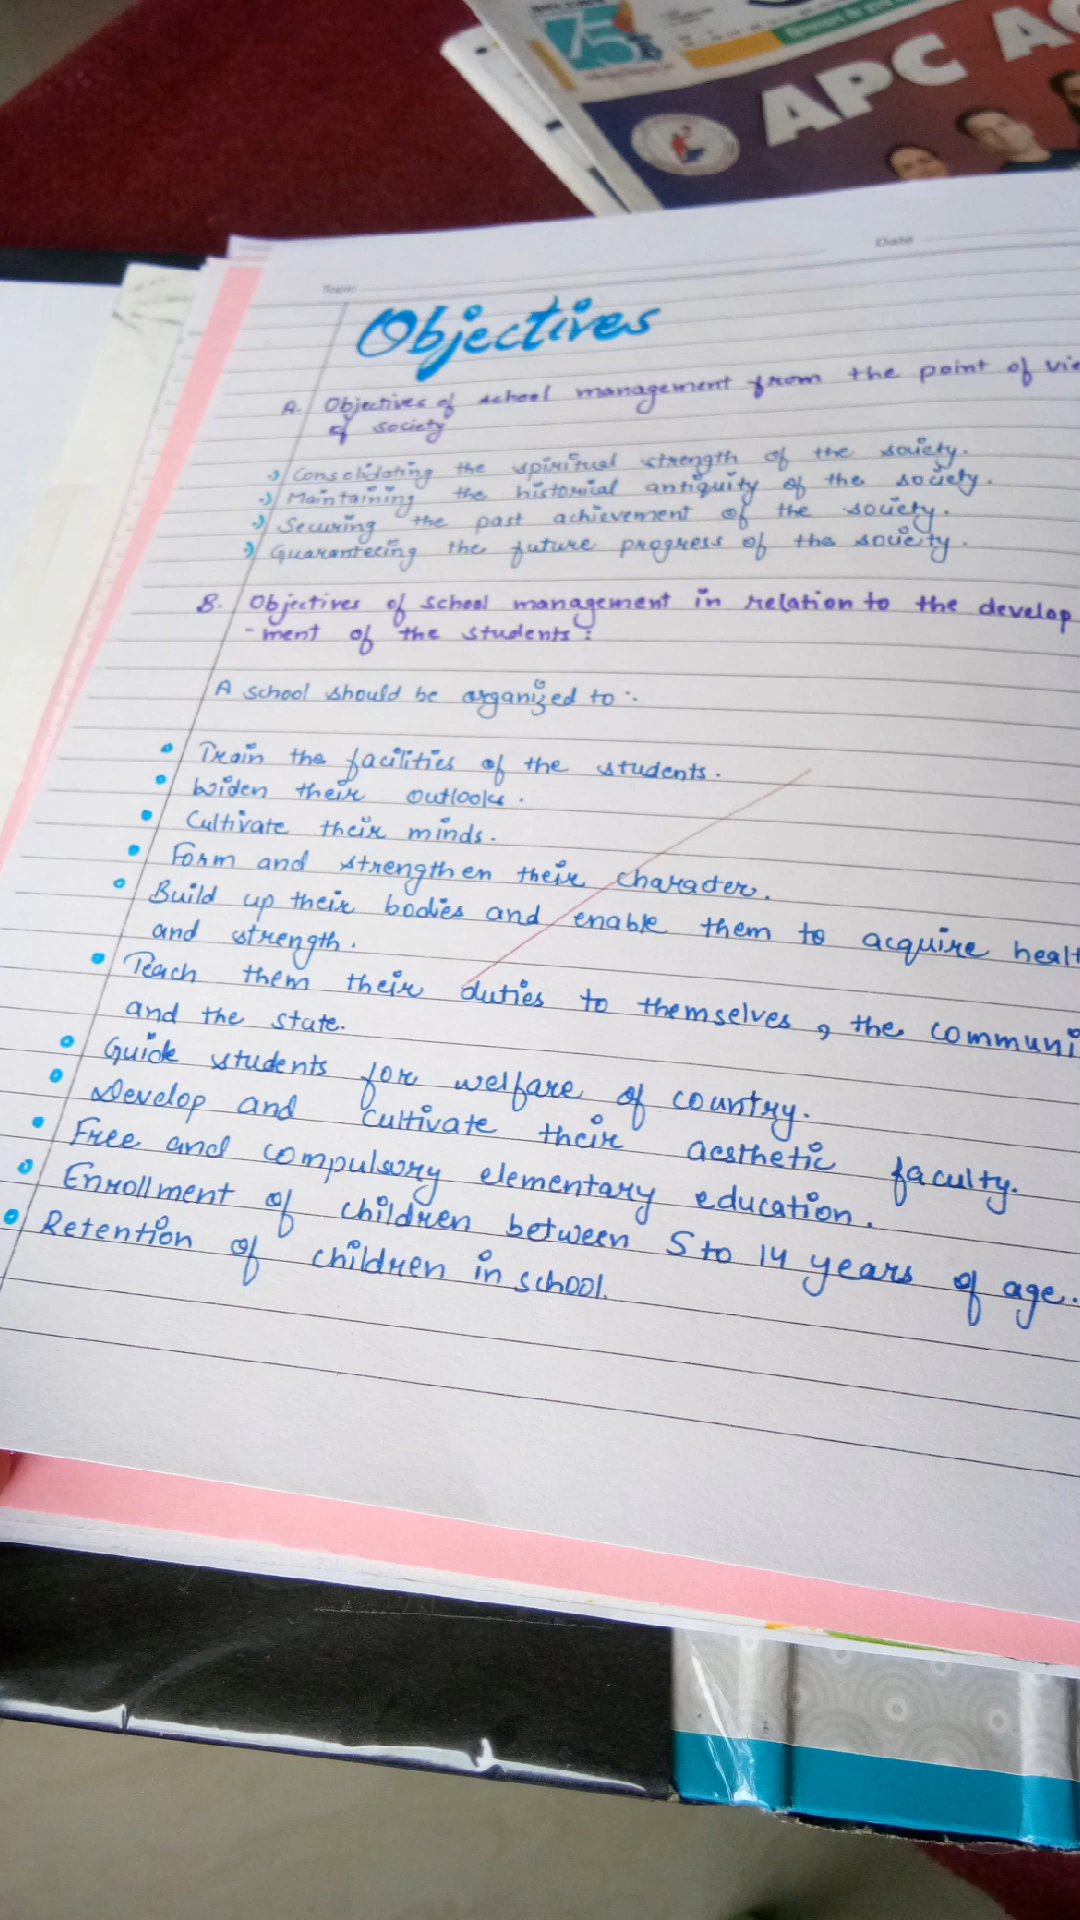 75
APC
Date
Objectives
A. Objectives of school management from the point of vie
of society
Consolidating the spiritual strength of the society.
Maintaining the historical antiquity of the society.
Securing the past achievement of the society.
Guaranteeing the future progress of the society.
B. Objectives of school management in relation to the develop
-ment of the students:
A school should be organized to :-
• Train the facilities of the students.
• Widen their outlooks.
• Cultivate their minds.
• Form and strengthen their character.
• Build up their bodies and enable them to acquire healt
and strength.
• Teach them their duties to themselves, the communi
and the state.
• Guide students for welfare of country.
• Develop and cultivate their aesthetic faculty.
• Free and compulsory elementary education.
• Enrollment of children between 5 to 14 years of age.
• Retention of children in school.